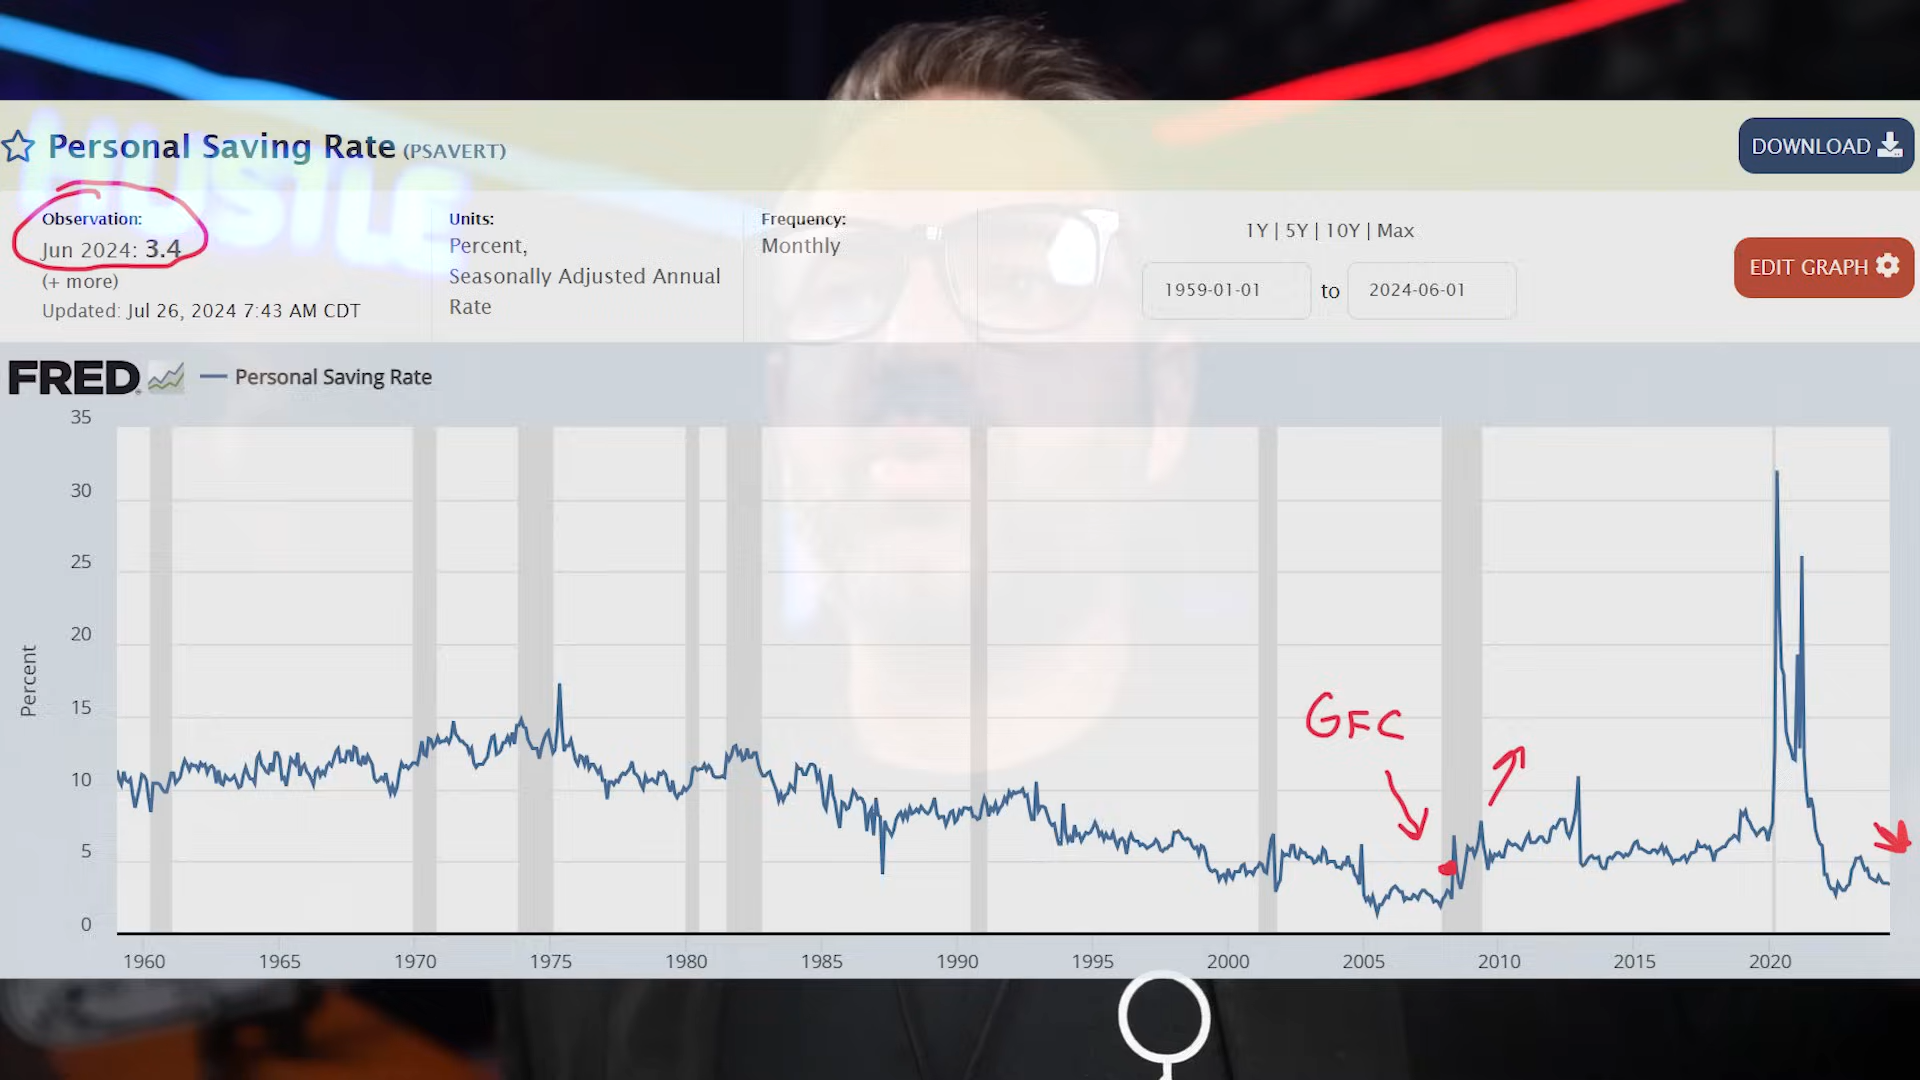 Personal Saving Rate (PSAVERT)
DOWNLOAD
HUSTLE
Observation:
Jun 2024: 3.4
(+ more)
Updated: Jul 26, 2024 7:43 AM CDT
Units:
Percent,
Seasonally Adjusted Annual
Rate
Frequency:
Monthly
1Y | 5Y | 10Y | Max
1959-01-01 to 2024-06-01
EDIT GRAPH
FRED
Personal Saving Rate
35
30
25
20
15
10
5
0
Percent
GFC
1960 1965 1970 1975 1980 1985 1990 1995 2000 2005 2010 2015 2020